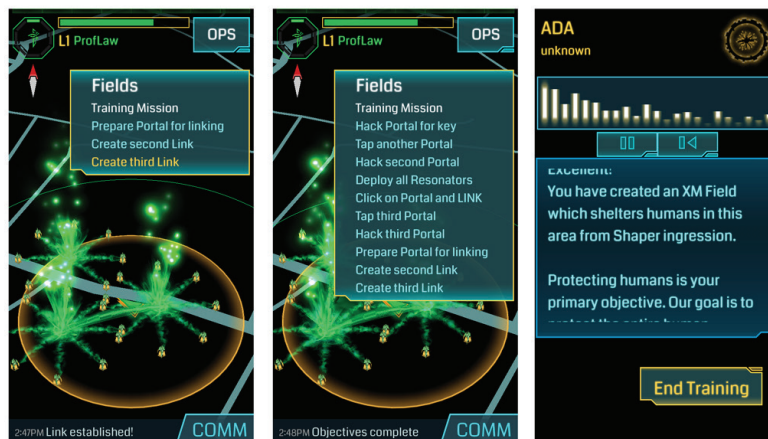 L1 ProfLaw
OPS
Fields
Training Mission
Prepare Portal for linking
Create second Link
Create third Link
2:47PM Link established!
COMM
L1 ProfLaw
OPS
Fields
Training Mission
Hack Portal for key
Tap another Portal
Hack second Portal
Deploy all Resonators
Click on Portal and LINK
Tap third Portal
Hack third Portal
Prepare Portal for linking
Create second Link
Create third Link
2:48PM Objectives complete
COMM
ADA
unknown
Excellent!
You have created an XM Field
which shelters humans in this
area from Shaper ingression.
Protecting humans is your
primary objective. Our goal is to
protect the entire human
End Training